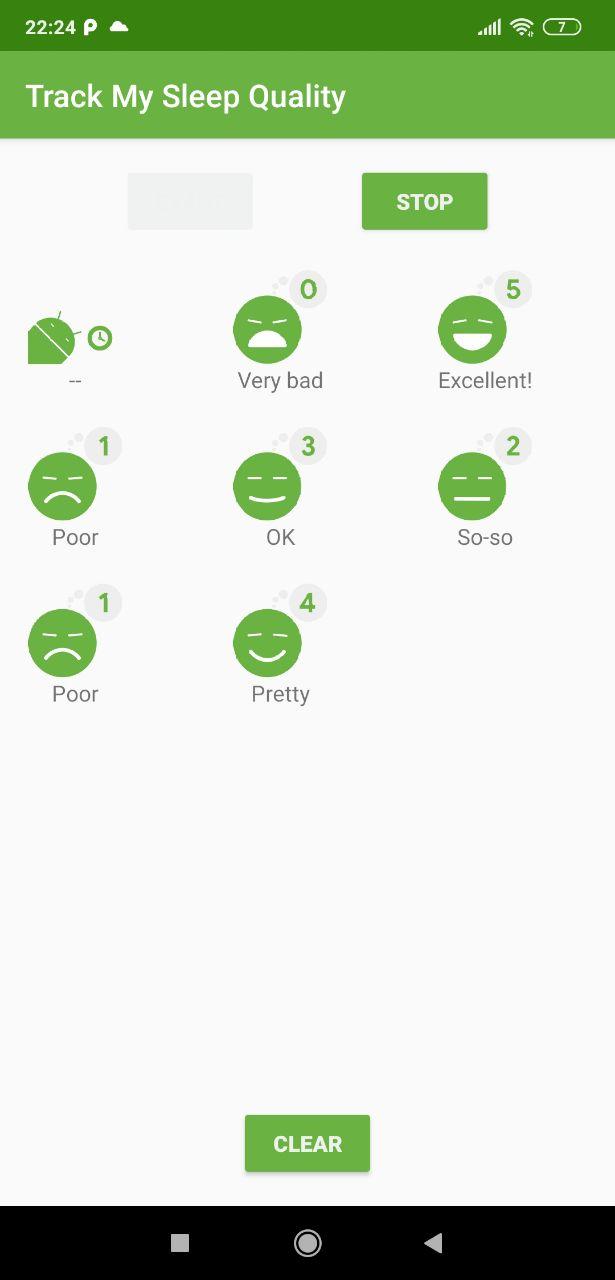 22:24
7
Track My Sleep Quality
STOP
0
5
--
Very bad
Excellent!
1
3
2
Poor
OK
So-so
1
4
Poor
Pretty
CLEAR